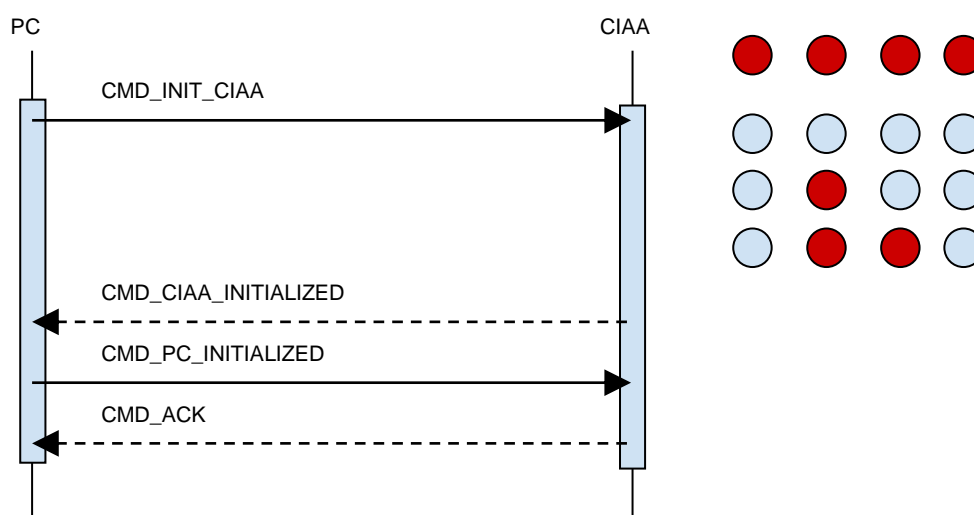 PC
CIAA
CMD_INIT_CIAA
CMD_CIAA_INITIALIZED
CMD_PC_INITIALIZED
CMD_ACK